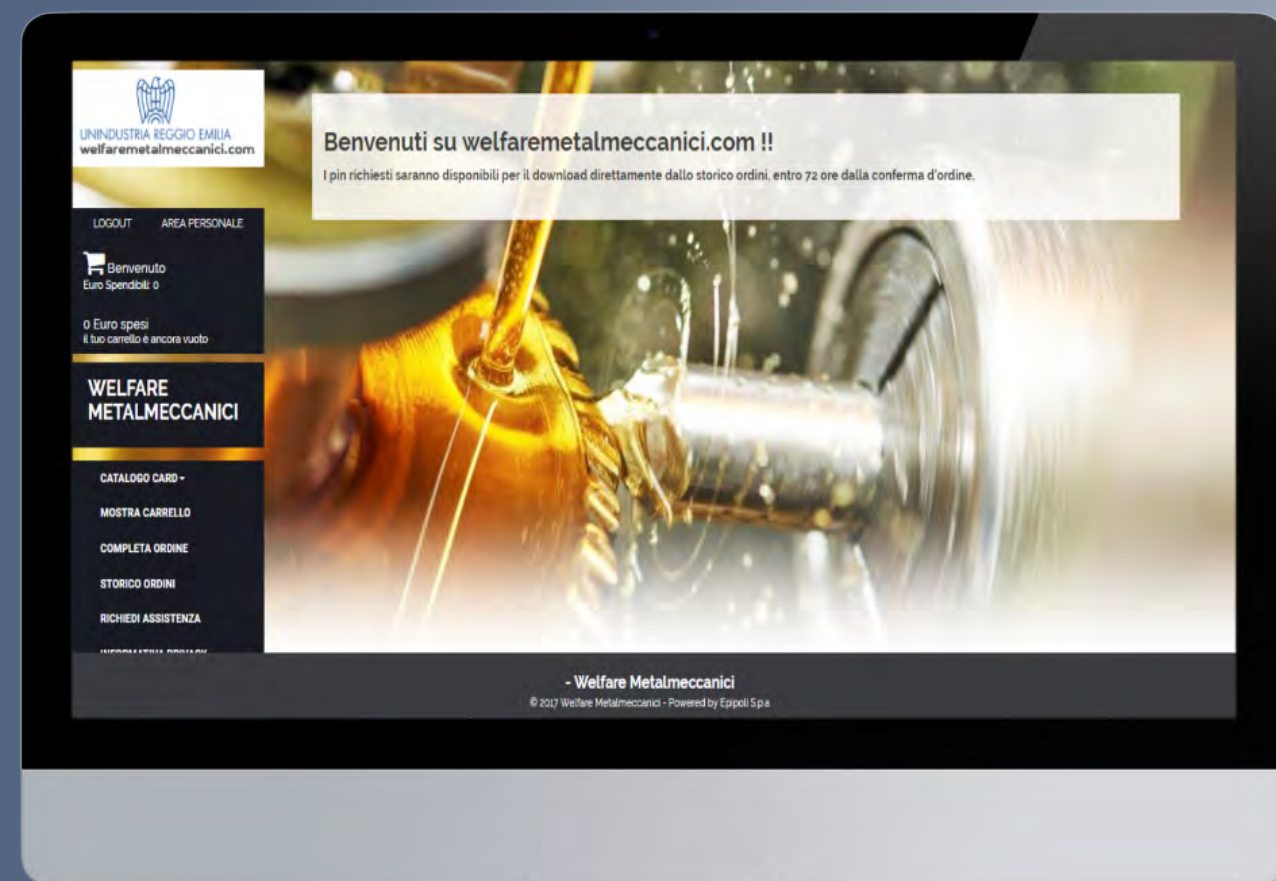 UNINDUSTRIA REGGIO EMILIA
welfaremetalmeccanici.com
LOGOUT AREA PERSONALE
Benvenuto
Euro Spendibili: 0
0 Euro spesi
il tuo carrello è ancora vuoto
WELFARE
METALMECCANICI
CATALOGO CARD
MOSTRA CARRELLO
COMPLETA ORDINE
STORICO ORDINI
RICHIEDI ASSISTENZA
INFORMATIVA PRIVACY
Benvenuti su welfaremetalmeccanici.com !!
I pin richiesti saranno disponibili per il download direttamente dallo storico ordini, entro 72 ore dalla conferma d'ordine.
- Welfare Metalmeccanici
© 2017 Welfare Metalmeccanici - Powered by Epipoli S.p.a